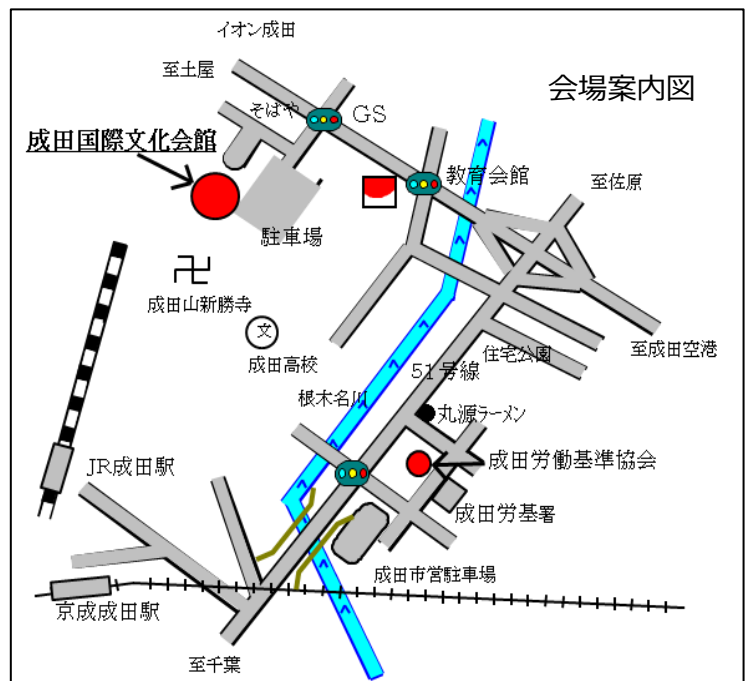 イオン成田
至土屋
会場案内図
そばや
GS
成田国際文化会館
教育会館
至佐原
駐車場
成田山新勝寺
文
成田高校
至成田空港
住宅公園
51号線
根木名川
丸源ラーメン
JR成田駅
成田労働基準協会
成田労基署
成田市営駐車場
京成成田駅
至千葉